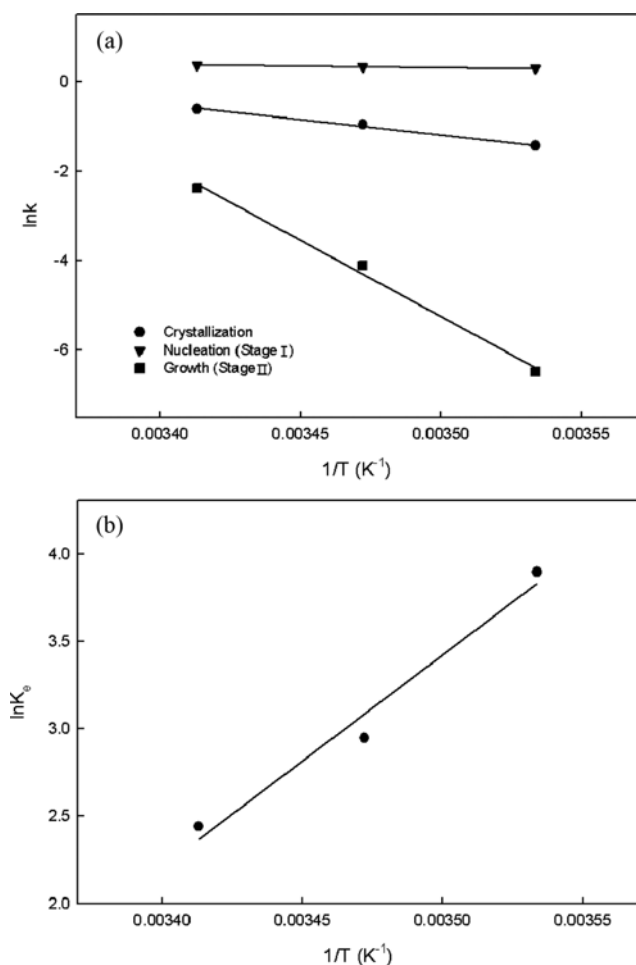 (a)
0
-2
-4
-6
lnk
Crystallization
Nucleation (Stage I)
Growth (Stage II)
0.00340 0.00345 0.00350 0.00355
1/T (K⁻¹)
(b)
4.0
3.5
3.0
2.5
2.0
lnKₑ
0.00340 0.00345 0.00350 0.00355
1/T (K⁻¹)